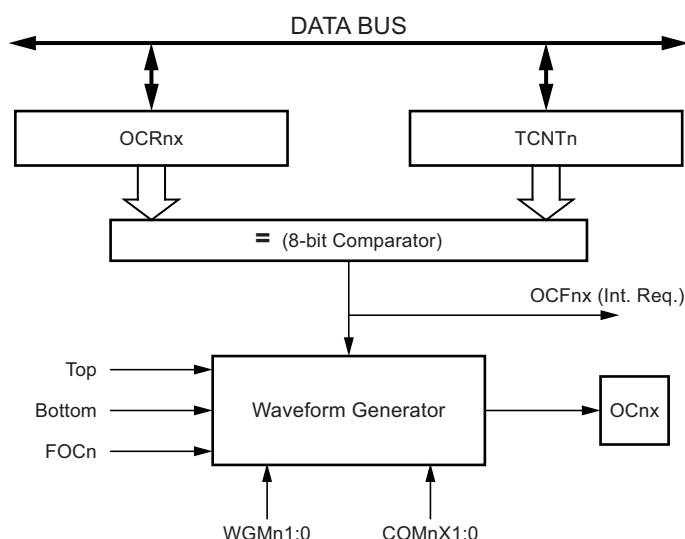 DATA BUS
OCRnx
TCNTn
= (8-bit Comparator)
OCFnx (Int. Req.)
Top
Bottom
FOCn
Waveform Generator
OCnx
WGMn1:0
COMnX1:0